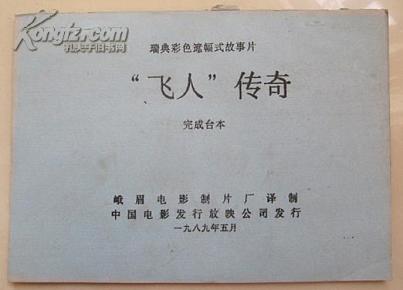 Kongfz.com
孔夫子旧书网
瑞典彩色遮幅式故事片
“飞人”传奇
完成台本
峨眉电影制片厂译制
中国电影发行放映公司发行
一九八九年五月